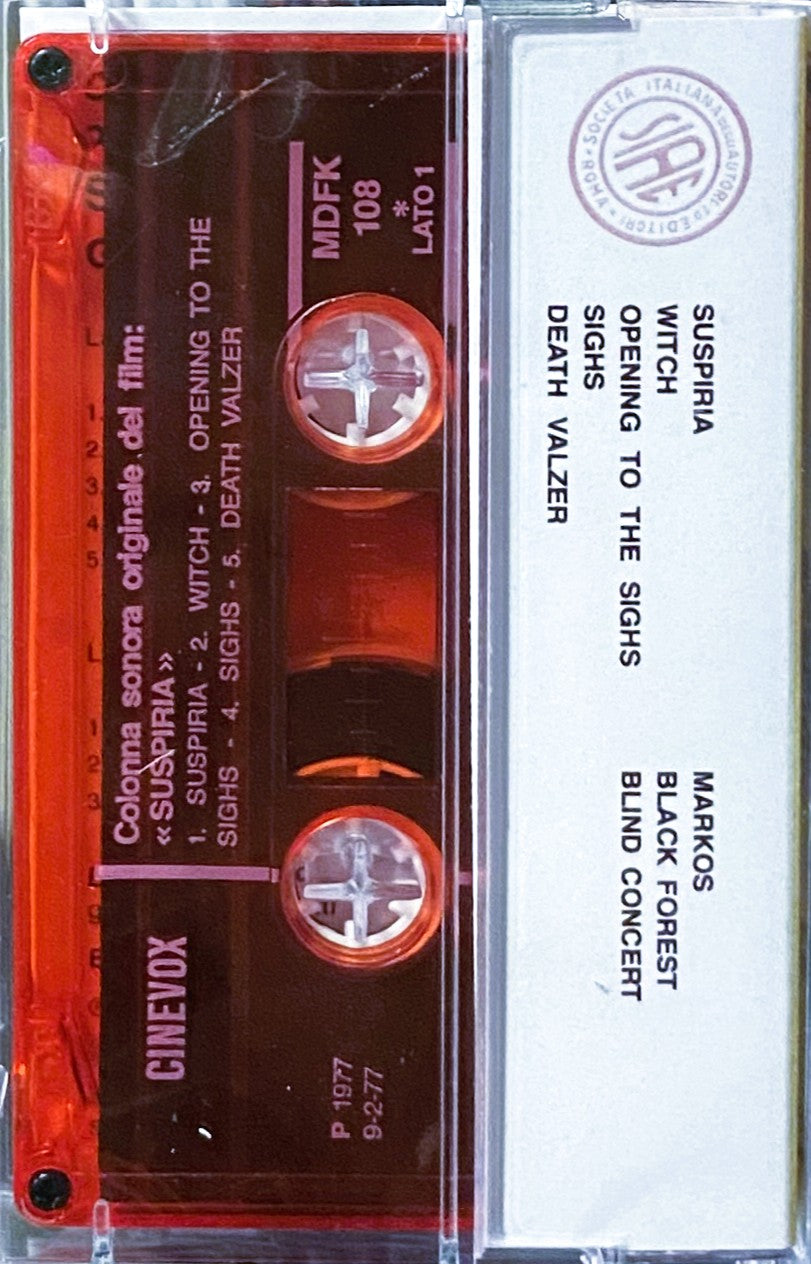 MDFK
108
*
LATO 1
Colonna sonora originale del film:
«SUSPIRIA»
1. SUSPIRIA - 2. WITCH - 3. OPENING TO THE
SIGHS - 4. SIGHS - 5. DEATH VALZER
CINEVOX
P 1977
9-2-77
SOCIETÀ ITALIANA DEGLI AUTORI ED EDITORI • ROMA •
SIAE
SUSPIRIA
WITCH
OPENING TO THE SIGHS
SIGHS
DEATH VALZER
MARKOS
BLACK FOREST
BLIND CONCERT